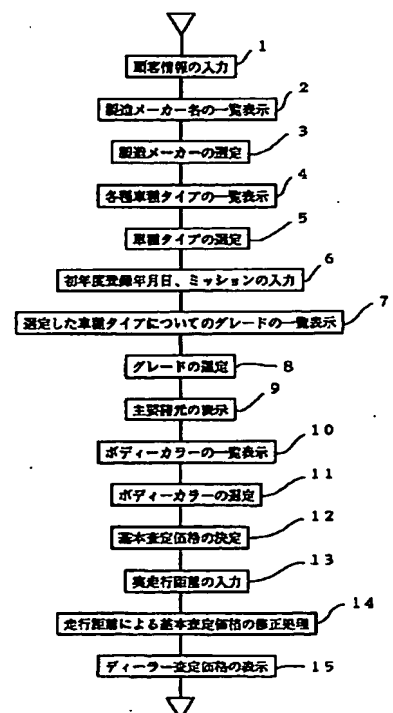 顧客情報の入力 1
製造メーカー名の一覧表示 2
製造メーカーの選定 3
各種車種タイプの一覧表示 4
車種タイプの選定 5
初年度登録年月日、ミッションの入力 6
選定した車種タイプについてのグレードの一覧表示 7
グレードの選定 8
主要諸元の表示 9
ボディーカラーの一覧表示 10
ボディーカラーの選定 11
基本査定価格の決定 12
実走行距離の入力 13
走行距離による基本査定価格の修正処理 14
ディーラー査定価格の表示 15